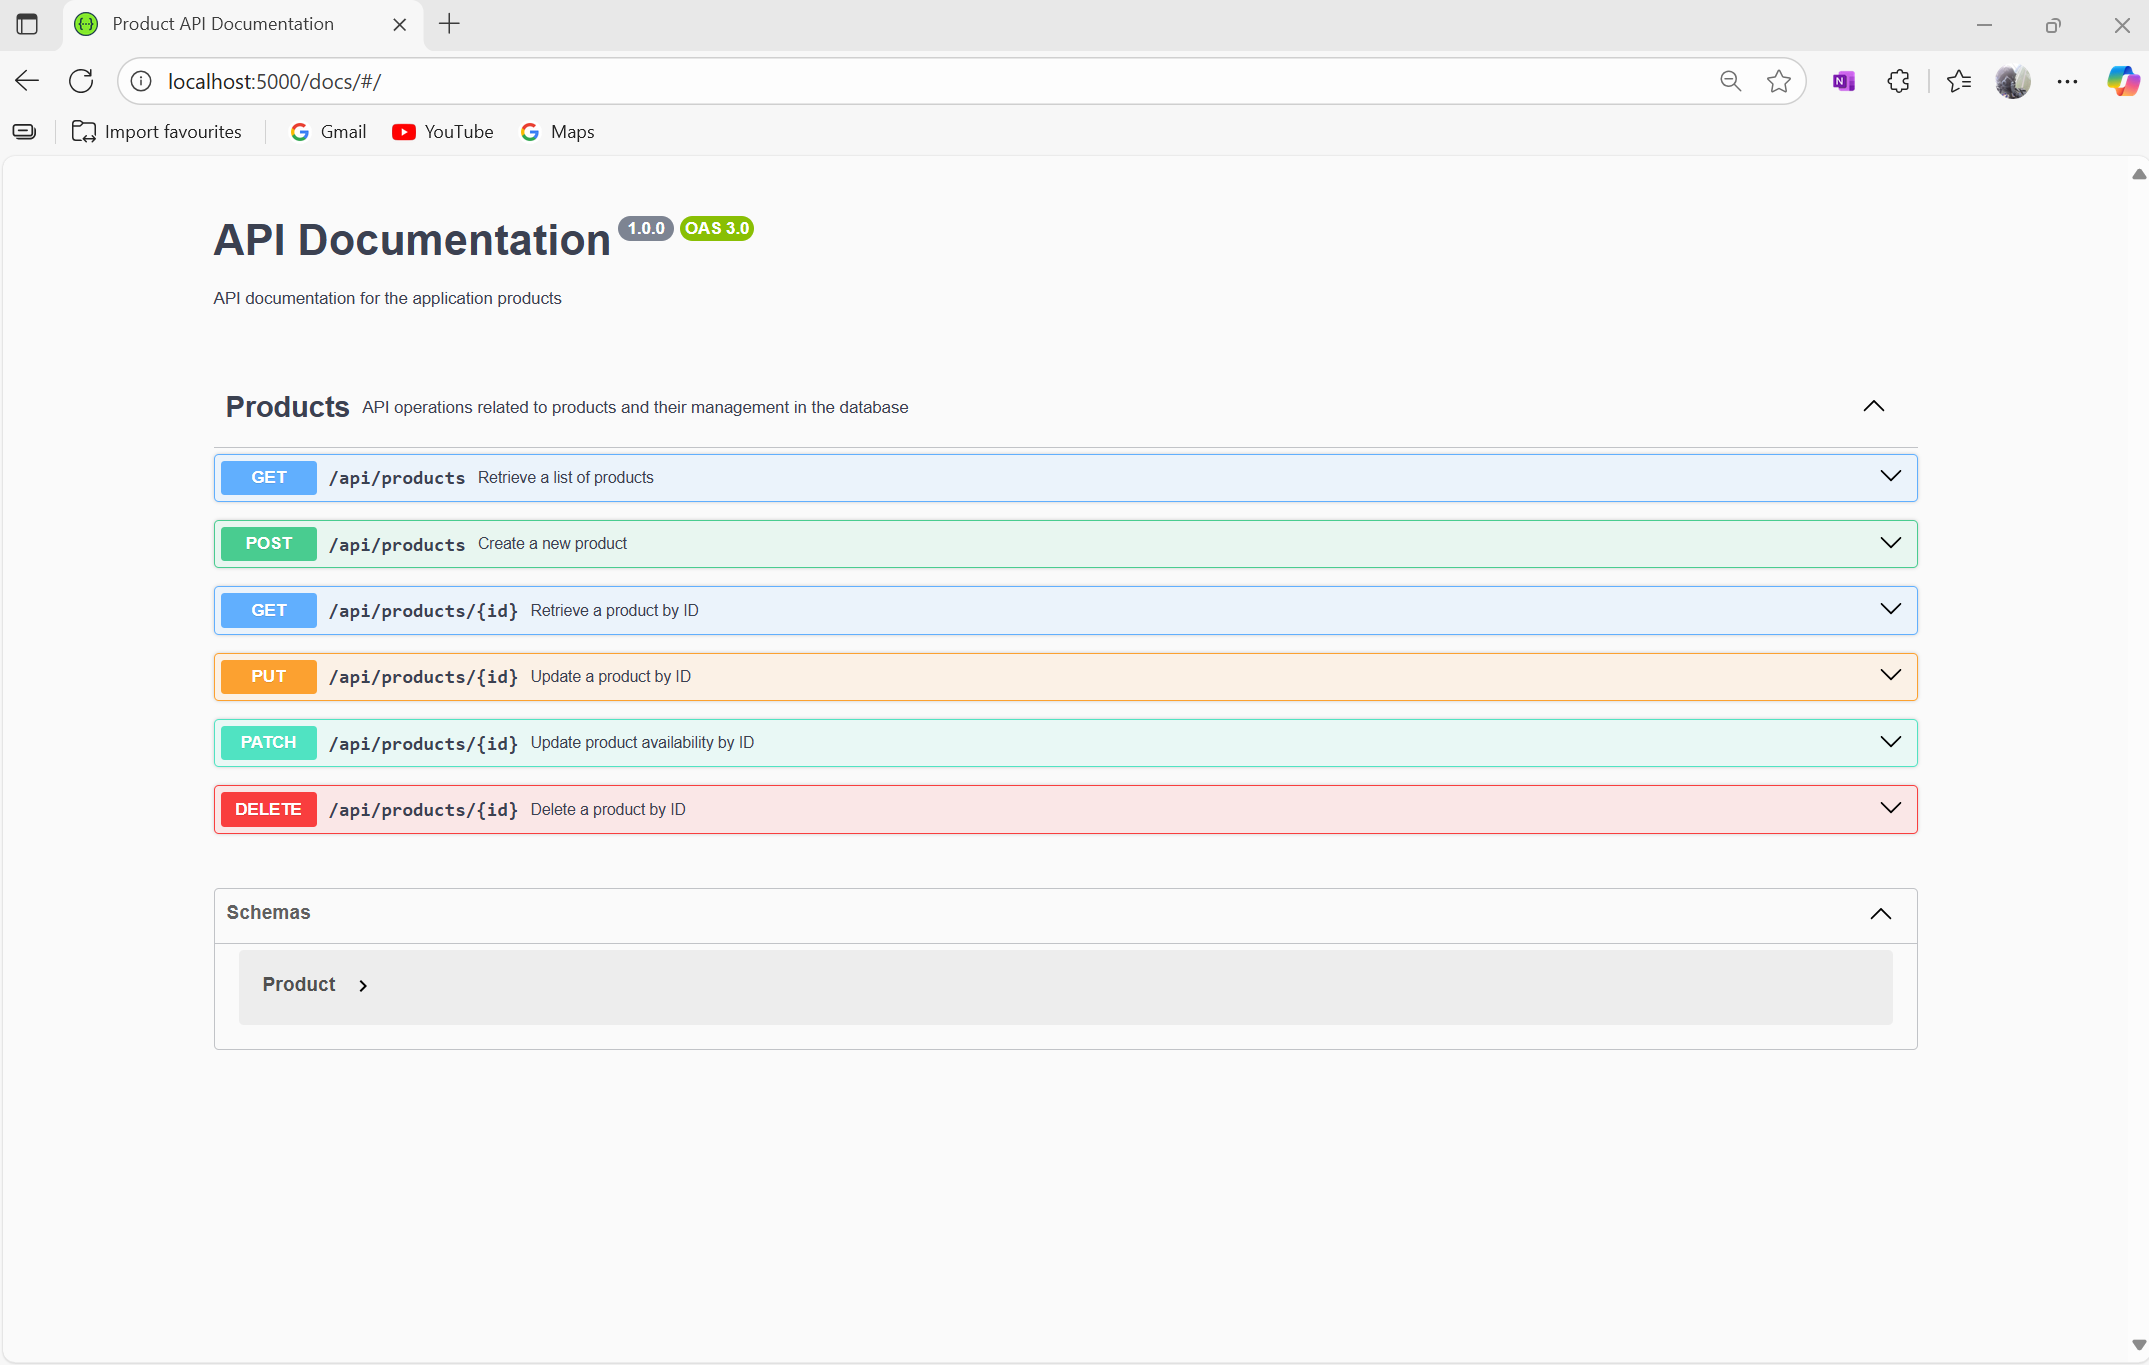 Product API Documentation
localhost:5000/docs/#/
Import favourites Gmail YouTube Maps
API Documentation 1.0.0 OAS 3.0
API documentation for the application products
Products API operations related to products and their management in the database
GET /api/products Retrieve a list of products
POST /api/products Create a new product
GET /api/products/{id} Retrieve a product by ID
PUT /api/products/{id} Update a product by ID
PATCH /api/products/{id} Update product availability by ID
DELETE /api/products/{id} Delete a product by ID
Schemas
Product